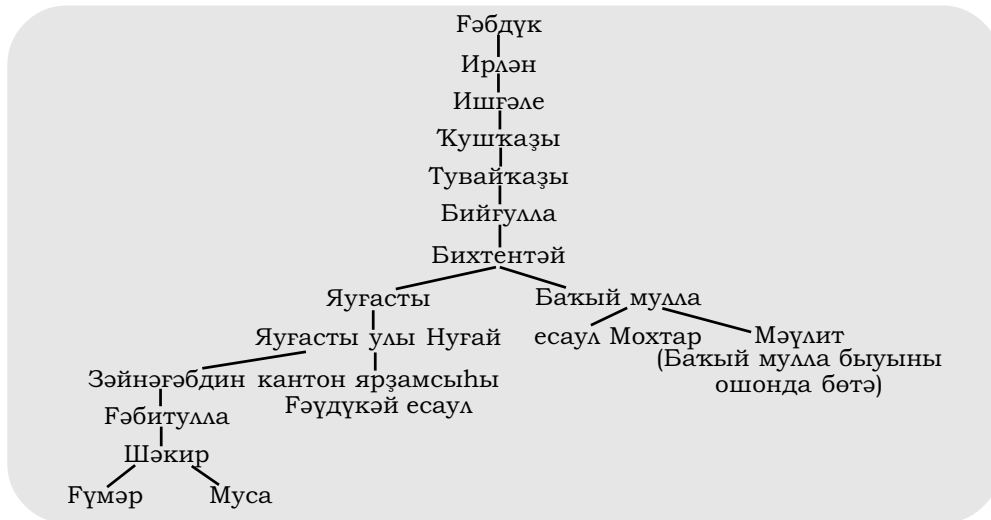 Ғәбдүк
Ирлән
Ишғәле
Ҡушҡаҙы
Тувайҡаҙы
Бийғулла
Бихтентәй
Яуғасты
Баҡый мулла
Яуғасты улы Нуғай
есаул Мохтар
Мәүлит
(Баҡый мулла быуыны
ошонда бөтә)
Зәйнәғәбдин кантон ярҙамсыһы
Ғәүдүкәй есаул
Ғәбитулла
Шәкир
Ғүмәр
Муса